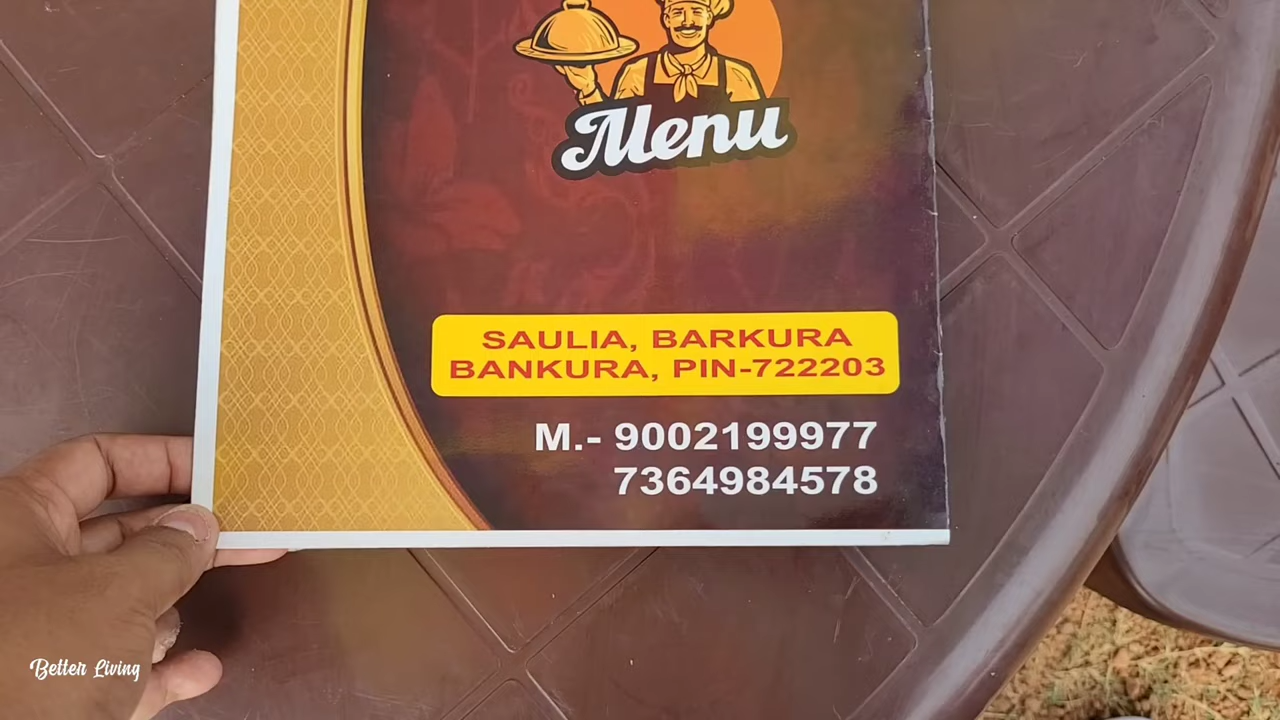 Menu
SAULIA, BARKURA
BANKURA, PIN-722203
M.- 9002199977
7364984578
Better Living